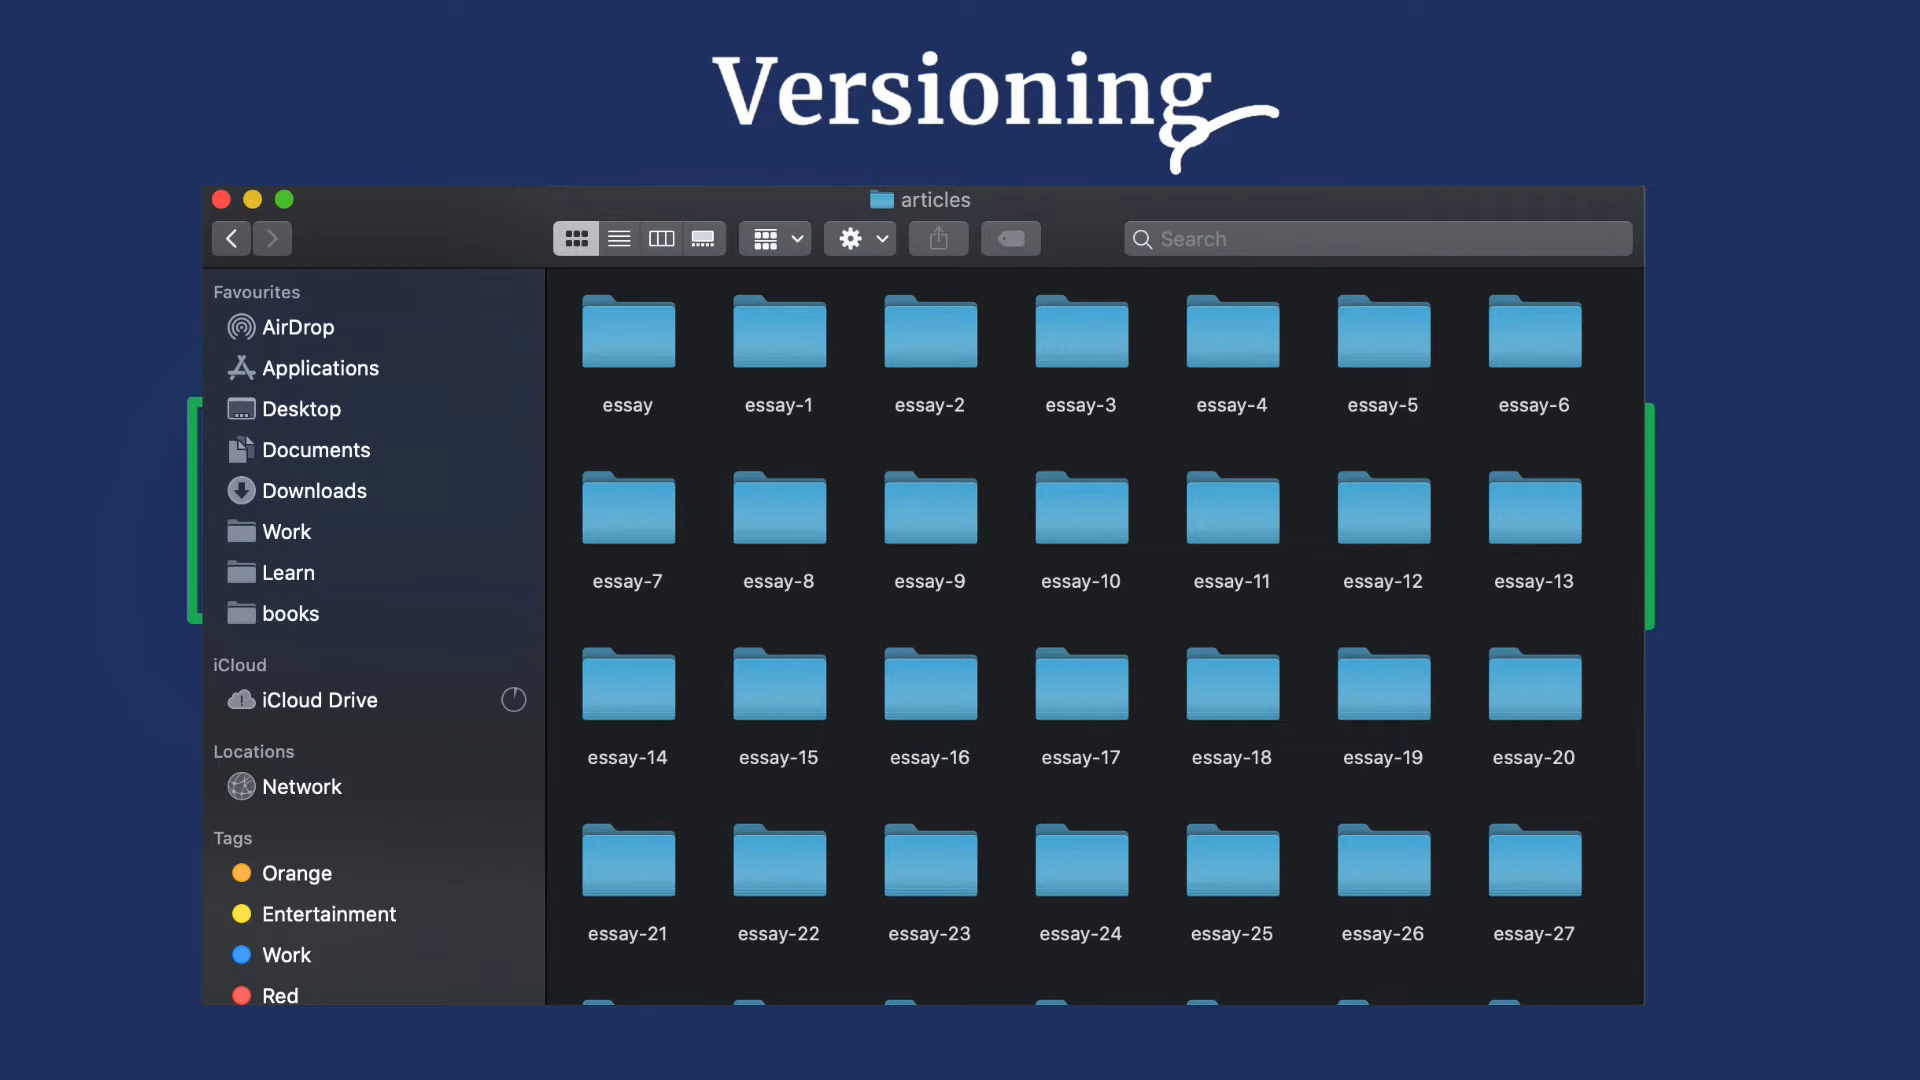 Versioning
articles
Search
Favourites
AirDrop
Applications
Desktop
Documents
Downloads
Work
Learn
books
iCloud
iCloud Drive
Locations
Network
Tags
Orange
Entertainment
Work
Red
essay essay-1 essay-2 essay-3 essay-4 essay-5 essay-6
essay-7 essay-8 essay-9 essay-10 essay-11 essay-12 essay-13
essay-14 essay-15 essay-16 essay-17 essay-18 essay-19 essay-20
essay-21 essay-22 essay-23 essay-24 essay-25 essay-26 essay-27